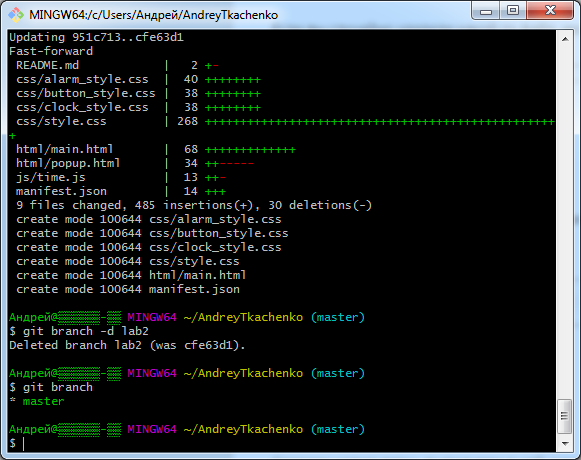 MINGW64:/c/Users/Андрей/AndreyTkachenko
Updating 951c713..cfe63d1
Fast-forward
 README.md             |   2 +-
 css/alarm_style.css   |  40 ++++++++
 css/button_style.css  |  38 ++++++++
 css/clock_style.css   |  38 ++++++++
 css/style.css         | 268 ++++++++++++++++++++++++++++++++++++++++++++++++++
+
 html/main.html        |  68 +++++++++++++
 html/popup.html       |  34 ++-----
 js/time.js            |  13 ++-
 manifest.json         |  14 +++
 9 files changed, 485 insertions(+), 30 deletions(-)
 create mode 100644 css/alarm_style.css
 create mode 100644 css/button_style.css
 create mode 100644 css/clock_style.css
 create mode 100644 css/style.css
 create mode 100644 html/main.html
 create mode 100644 manifest.json
Андрей@▒▒▒▒▒▒-▒▒ MINGW64 ~/AndreyTkachenko (master)
$ git branch -d lab2
Deleted branch lab2 (was cfe63d1).
Андрей@▒▒▒▒▒▒-▒▒ MINGW64 ~/AndreyTkachenko (master)
$ git branch
* master
Андрей@▒▒▒▒▒▒-▒▒ MINGW64 ~/AndreyTkachenko (master)
$